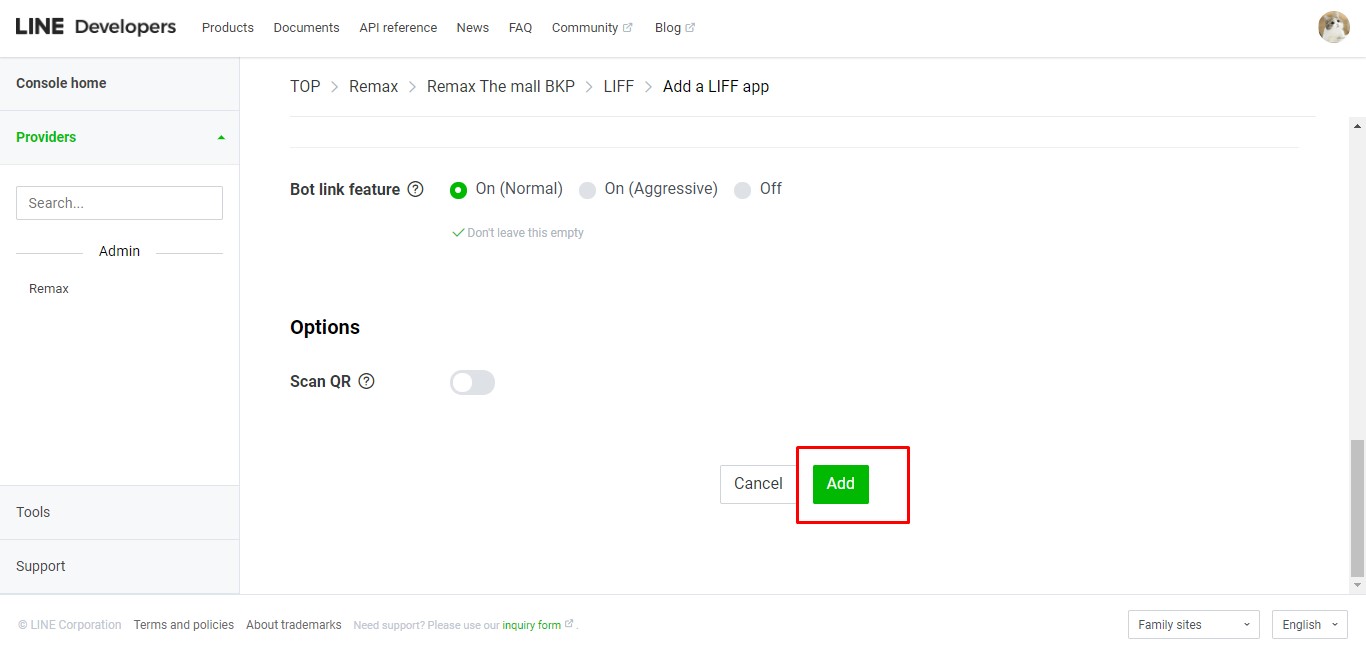 LINE Developers Products Documents API reference News FAQ Community Blog
Console home
Providers
Search...
Admin
Remax
Tools
Support
TOP > Remax > Remax The mall BKP > LIFF > Add a LIFF app
Bot link feature ? On (Normal) On (Aggressive) Off
Don't leave this empty
Options
Scan QR ?
Cancel Add
© LINE Corporation Terms and policies About trademarks Need support? Please use our inquiry form . Family sites English